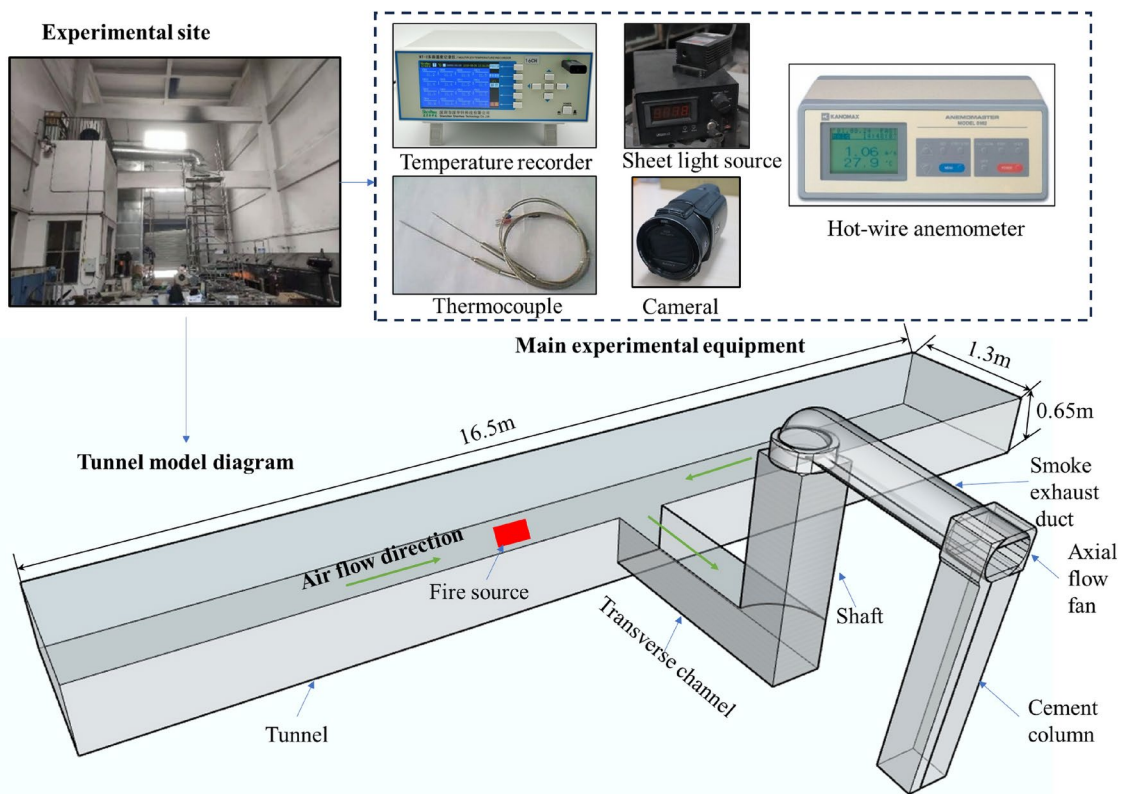 Experimental site
16CH
Temperature recorder
Sheet light source
KANOMAX
ANEMOMASTER
1.06
27.9
Hot-wire anemometer
Thermocouple
Cameral
Main experimental equipment
1.3m
0.65m
16.5m
Tunnel model diagram
Smoke
exhaust
duct
Air flow direction
Axial
flow
fan
Fire source
Shaft
Transverse channel
Tunnel
Cement
column